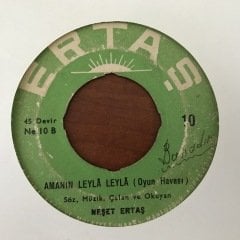 ERTAŞ
45 Devir
No 10 B
10
AMANIN LEYLÂ LEYLÂ (Oyun Havası)
Söz, Müzik, Çalan ve Okuyan
NEŞET ERTAŞ